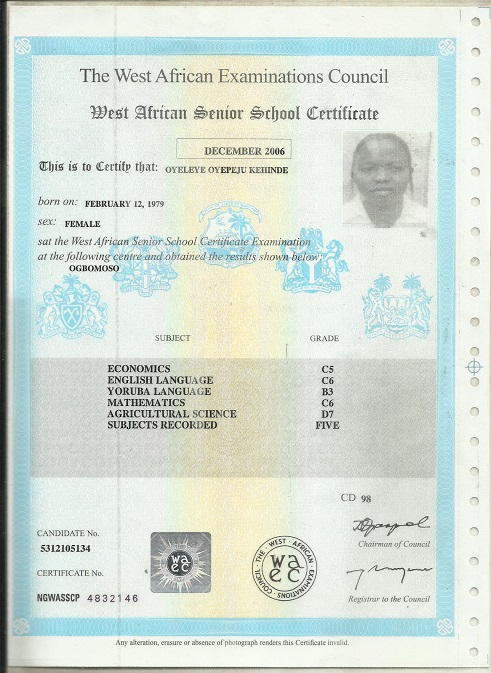 The West African Examinations Council
West African Senior School Certificate
DECEMBER 2006
This is to Certify that: OYELEYE OYEPEJU KEHINDE
born on: FEBRUARY 12, 1979
sex: FEMALE
sat the West African Senior School Certificate Examination
at the following centre and obtained the results shown below:
OGBOMOSO
SUBJECT GRADE
ECONOMICS C5
ENGLISH LANGUAGE C6
YORUBA LANGUAGE B3
MATHEMATICS C6
AGRICULTURAL SCIENCE D7
SUBJECTS RECORDED FIVE
CD 98
Chairman of Council
CANDIDATE No.
5312105134
CERTIFICATE No.
NGWASSCP 4832146
waec
THE WEST AFRICAN EXAMINATIONS COUNCIL
waec
Registrar to the Council
Any alteration, erasure or absence of photograph renders this Certificate invalid.